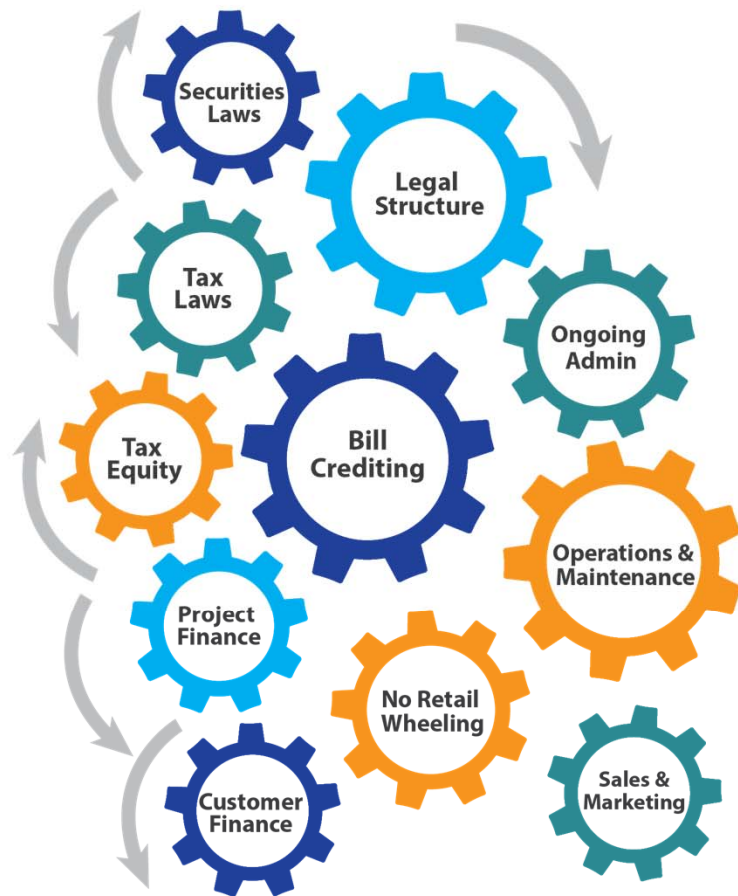 Securities
Laws
Legal
Structure
Tax
Laws
Ongoing
Admin
Tax
Equity
Bill
Crediting
Operations &
Maintenance
Project
Finance
No Retail
Wheeling
Customer
Finance
Sales &
Marketing